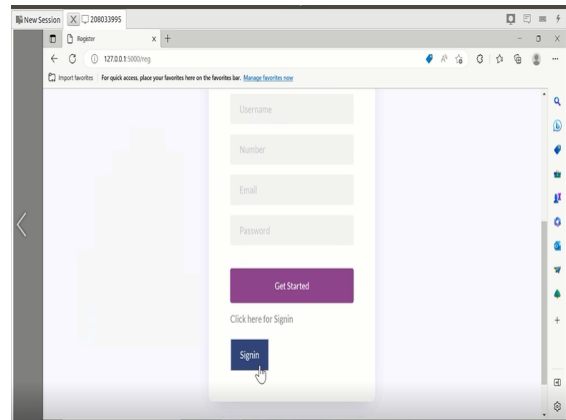 New Session
X 208033995
Register
127.0.0.1:5000/reg
Import favorites For quick access, place your favorites here on the favorites bar. Manage favorites now
Username
Number
Email
Password
Get Started
Click here for Signin
Signin